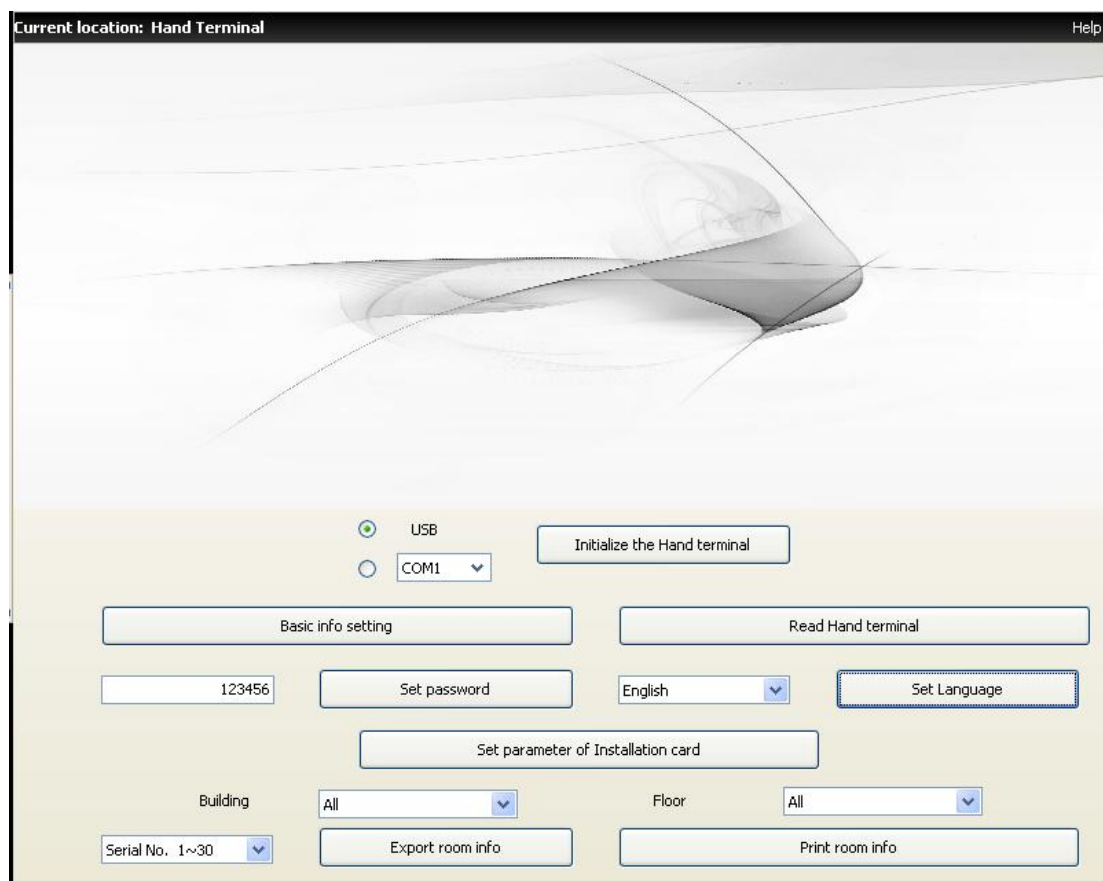 Current location: Hand Terminal Help
USB Initialize the Hand terminal
COM1
Basic info setting Read Hand terminal
123456 Set password English Set Language
Set parameter of Installation card
Building All Floor All
Serial No. 1~30 Export room info Print room info